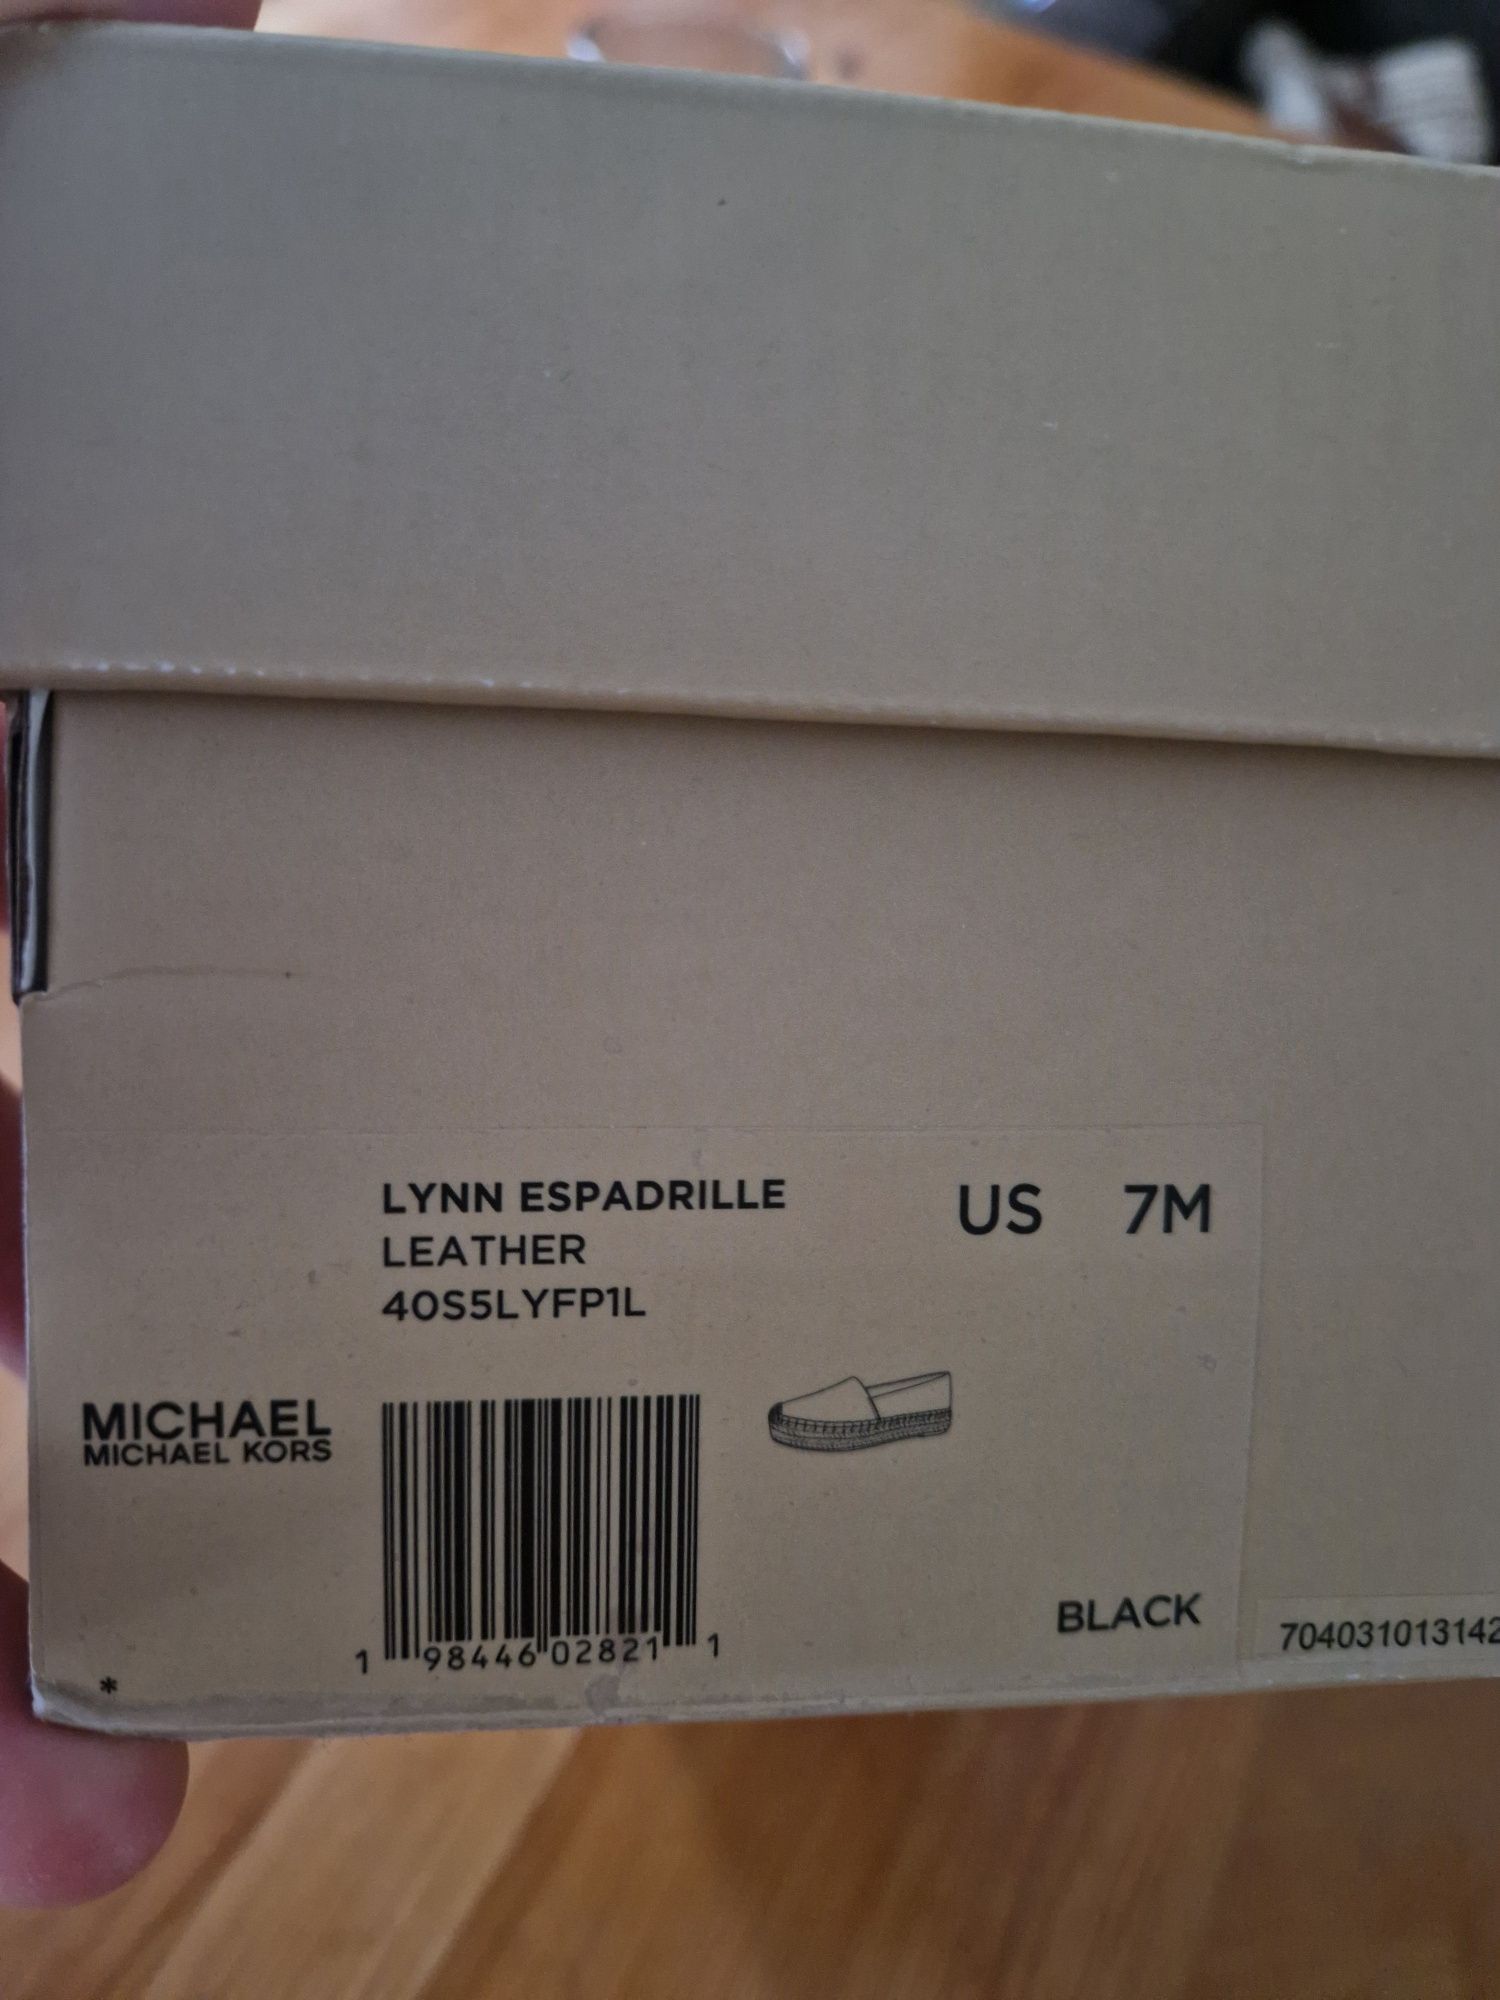 LYNN ESPADRILLE
LEATHER
40S5LYFP1L
US 7M
MICHAEL
MICHAEL KORS
1 98446 02821 1
BLACK
704031013142
*